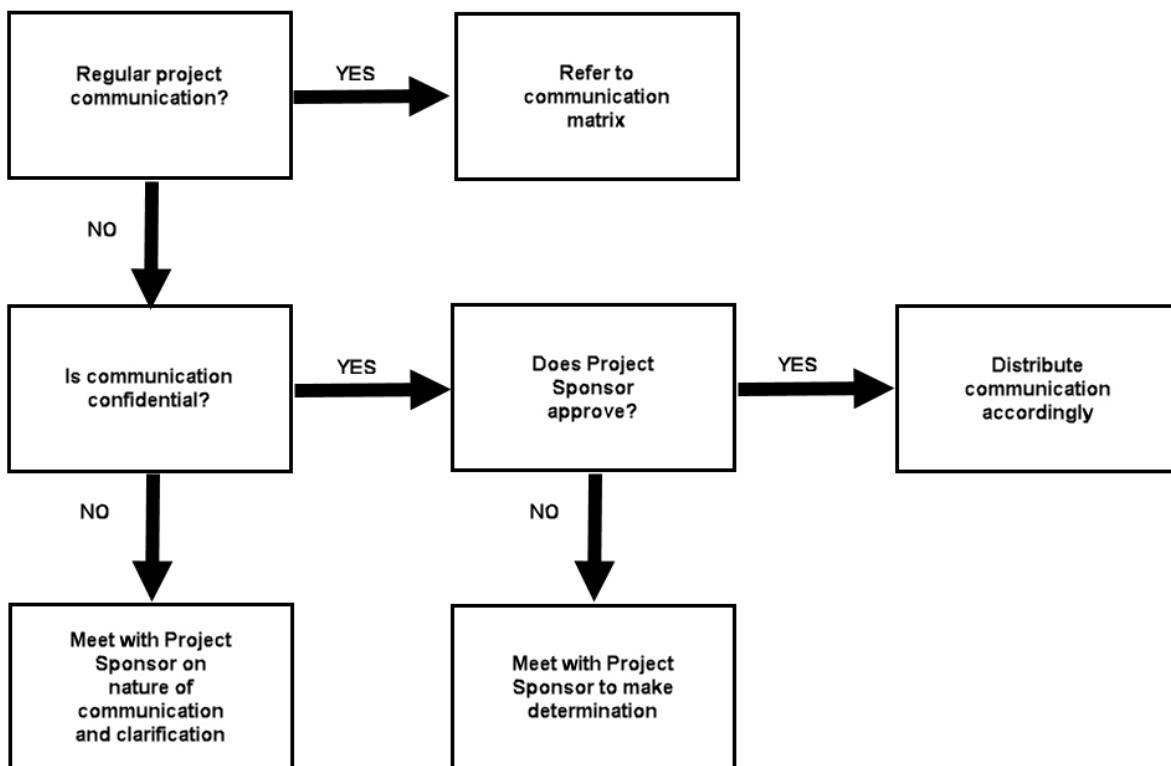 Regular project
communication?
YES
Refer to
communication
matrix
NO
Is communication
confidential?
YES
Does Project
Sponsor
approve?
YES
Distribute
communication
accordingly
NO
NO
Meet with Project
Sponsor on
nature of
communication
and clarification
Meet with Project
Sponsor to make
determination